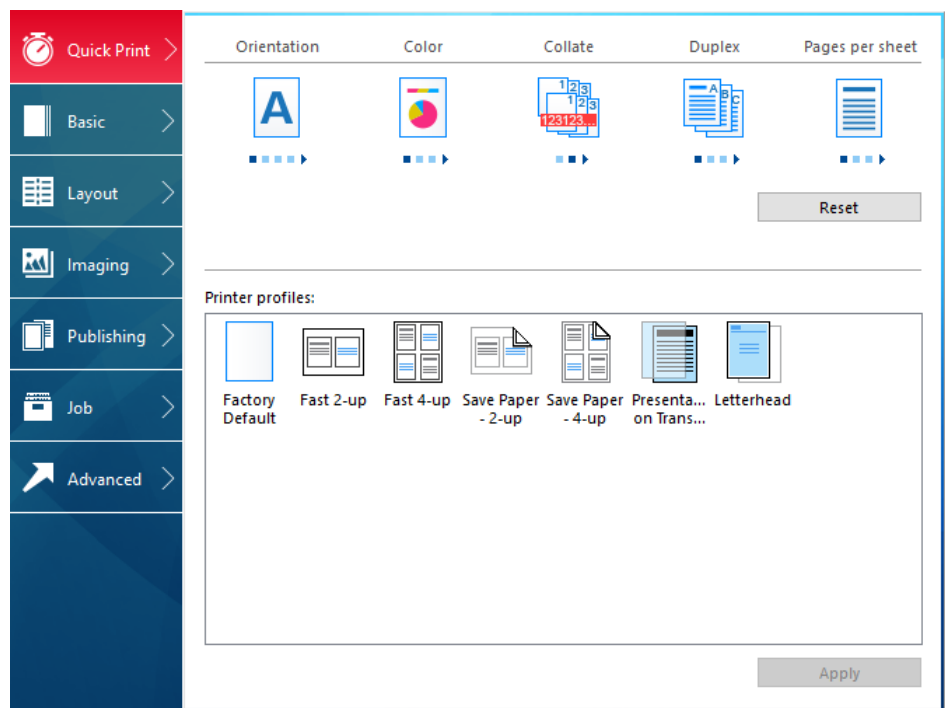 Quick Print
Basic
Layout
Imaging
Publishing
Job
Advanced
Orientation Color Collate Duplex Pages per sheet
A
123
123
123123...
A B C
Reset
Printer profiles:
Factory Default
Fast 2-up
Fast 4-up
Save Paper - 2-up
Save Paper - 4-up
Presenta... on Trans...
Letterhead
Apply